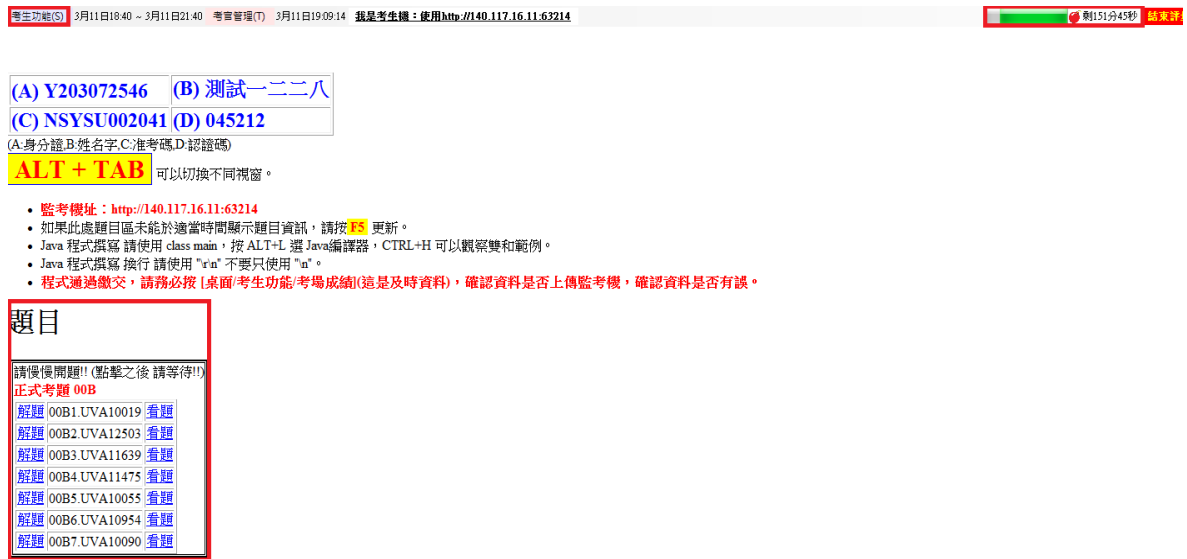 考生功能(S) 3月11日18:40 ~ 3月11日21:40 考官管理(T) 3月11日19:09:14 我是考生機：使用http://140.117.16.11:63214 剩151分45秒 結束評
(A) Y203072546 (B) 測試一二二八
(C) NSYSU002041 (D) 045212
(A:身分證,B:姓名字,C:准考碼,D:認證碼)
ALT + TAB 可以切換不同視窗。
監考機址：http://140.117.16.11:63214
如果此處題目區未能於適當時間顯示題目資訊，請按 F5 更新。
Java 程式撰寫 請使用 class main，按 ALT+L 選 Java編譯器，CTRL+H 可以觀察雙和範例。
Java 程式撰寫 換行 請使用 "\r\n" 不要只使用 "\n"。
程式通過繳交，請務必按 [桌面/考生功能/考場成績](這是及時資料)，確認資料是否上傳監考機，確認資料是否有誤。
題目
請慢慢開題!! (點擊之後 請等待!!)
正式考題 00B
解題 00B1.UVA10019 看題
解題 00B2.UVA12503 看題
解題 00B3.UVA11639 看題
解題 00B4.UVA11475 看題
解題 00B5.UVA10055 看題
解題 00B6.UVA10954 看題
解題 00B7.UVA10090 看題